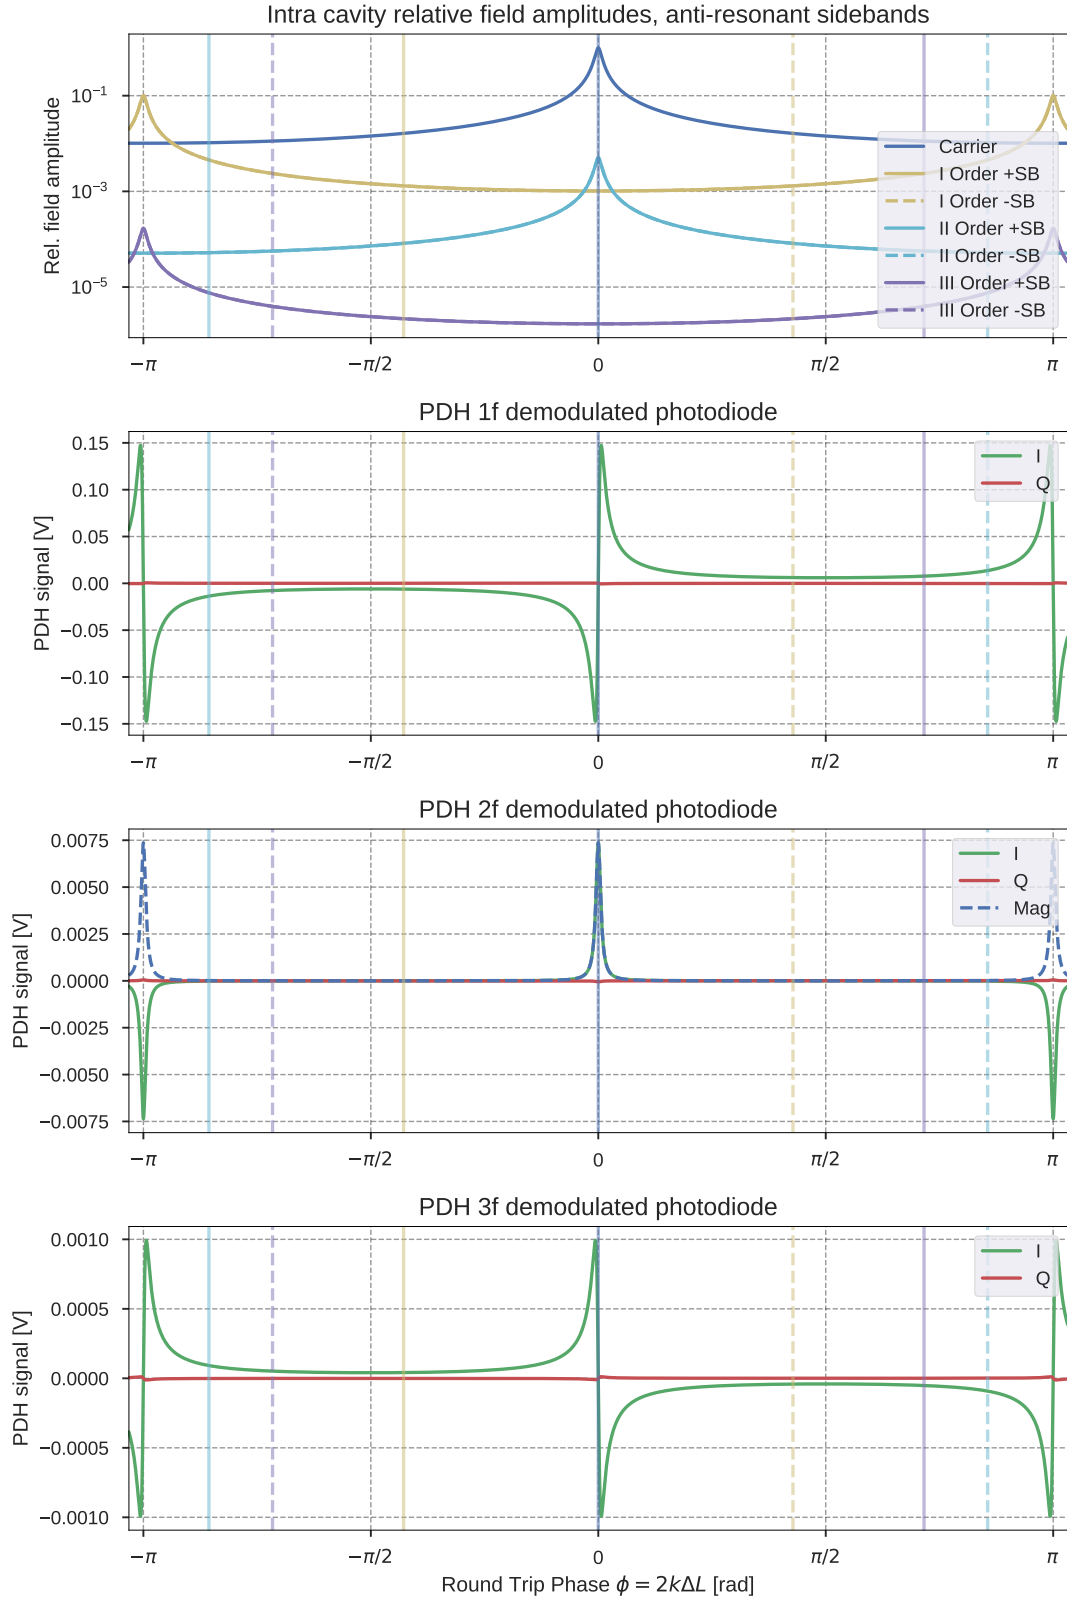 Intra cavity relative field amplitudes, anti-resonant sidebands
Rel. field amplitude
10⁻¹
10⁻³
10⁻⁵
Carrier
I Order +SB
I Order -SB
II Order +SB
II Order -SB
III Order +SB
III Order -SB
−π −π/2 0 π/2 π
PDH 1f demodulated photodiode
PDH signal [V]
0.15
0.10
0.05
0.00
−0.05
−0.10
−0.15
I
Q
−π −π/2 0 π/2 π
PDH 2f demodulated photodiode
PDH signal [V]
0.0075
0.0050
0.0025
0.0000
−0.0025
−0.0050
−0.0075
I
Q
Mag
−π −π/2 0 π/2 π
PDH 3f demodulated photodiode
PDH signal [V]
0.0010
0.0005
0.0000
−0.0005
−0.0010
I
Q
−π −π/2 0 π/2 π
Round Trip Phase ϕ = 2kΔL [rad]